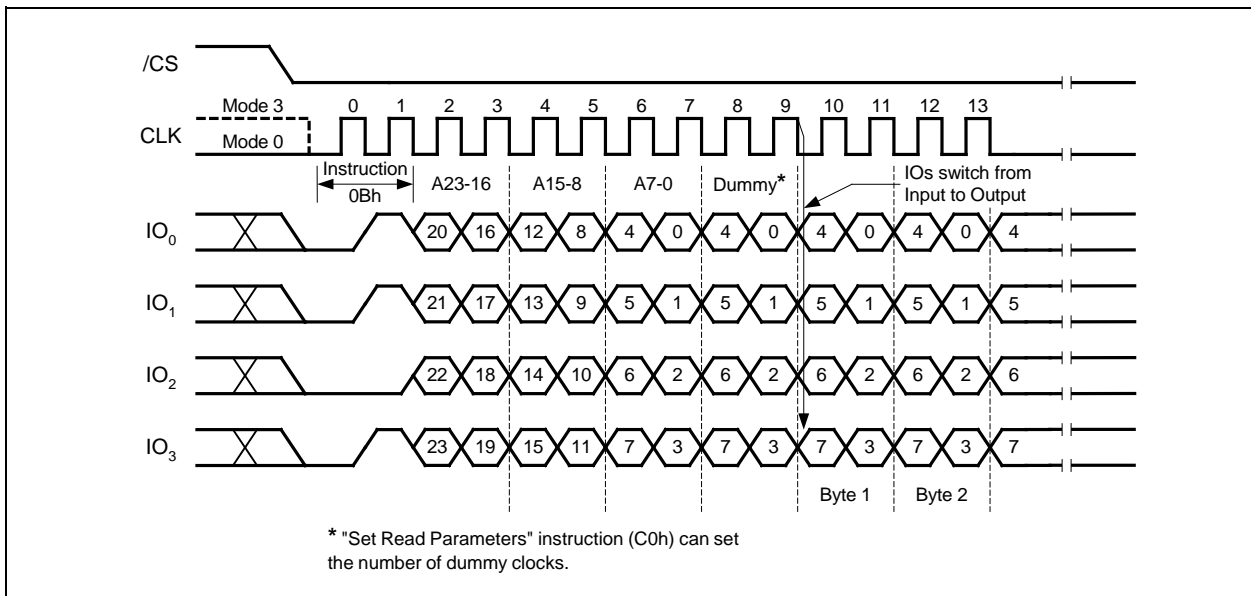 /CS
Mode 3 0 1 2 3 4 5 6 7 8 9 10 11 12 13
CLK
Mode 0
Instruction
0Bh
A23-16 A15-8 A7-0 Dummy*
IOs switch from
Input to Output
IO0 20 16 12 8 4 0 4 0 4 0 4 0 4
IO1 21 17 13 9 5 1 5 1 5 1 5 1 5
IO2 22 18 14 10 6 2 6 2 6 2 6 2 6
IO3 23 19 15 11 7 3 7 3 7 3 7 3 7
Byte 1 Byte 2
* "Set Read Parameters" instruction (C0h) can set
the number of dummy clocks.